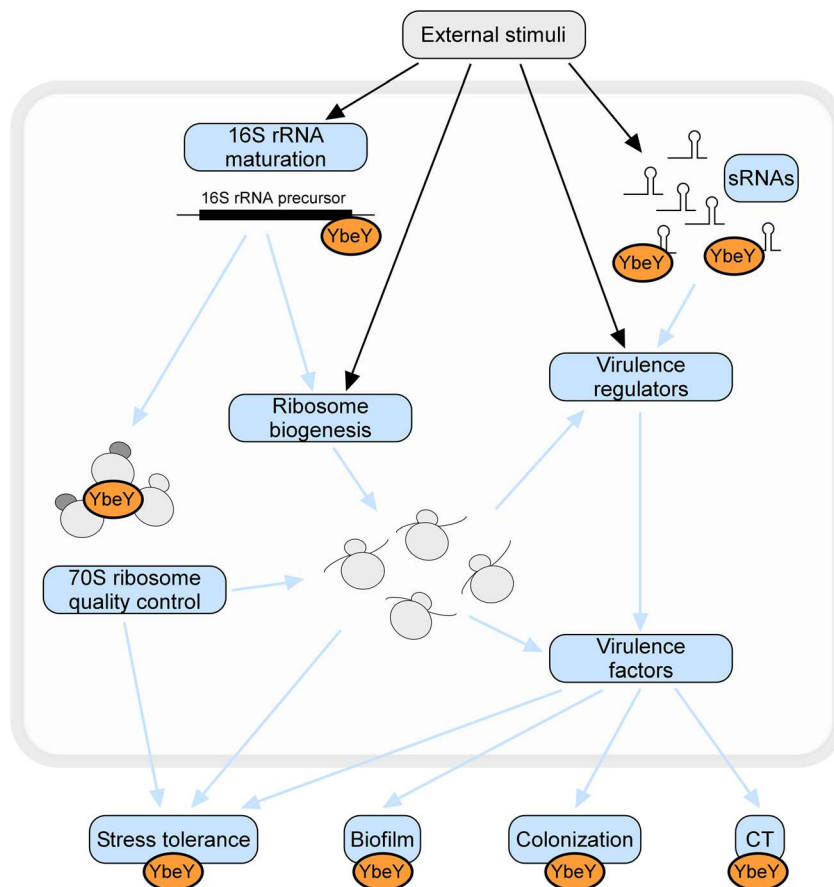 External stimuli
16S rRNA
maturation
sRNAs
16S rRNA precursor
YbeY
YbeY
YbeY
Virulence
regulators
Ribosome
biogenesis
YbeY
70S ribosome
quality control
Virulence
factors
Stress tolerance
YbeY
Biofilm
YbeY
Colonization
YbeY
CT
YbeY